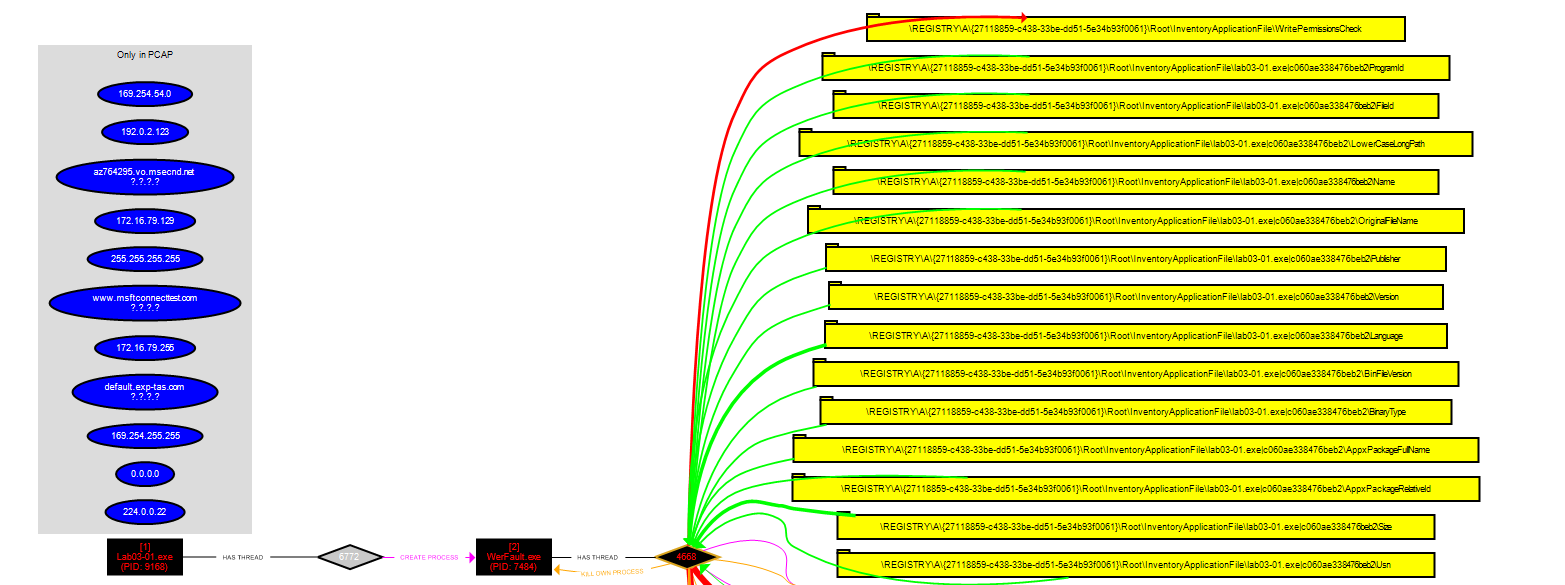 Only in PCAP
169.254.54.0
192.0.2.123
az764295.vo.msecnd.net
?.?.?.?
172.16.79.129
255.255.255.255
www.msftconnecttest.com
?.?.?.?
172.16.79.255
default.exp-tas.com
?.?.?.?
169.254.255.255
0.0.0.0
224.0.0.22
[1]
Lab03-01.exe
(PID: 9168)
HAS THREAD
6772
CREATE PROCESS
[2]
WerFault.exe
(PID: 7484)
HAS THREAD
KILL OWN PROCESS
4668
\REGISTRY\A\{27118859-c438-33be-dd51-5e34b93f0061}\Root\InventoryApplicationFile\WritePermissionsCheck
\REGISTRY\A\{27118859-c438-33be-dd51-5e34b93f0061}\Root\InventoryApplicationFile\lab03-01.exe|c060ae338476beb2\ProgramId
\REGISTRY\A\{27118859-c438-33be-dd51-5e34b93f0061}\Root\InventoryApplicationFile\lab03-01.exe|c060ae338476beb2\FileId
\REGISTRY\A\{27118859-c438-33be-dd51-5e34b93f0061}\Root\InventoryApplicationFile\lab03-01.exe|c060ae338476beb2\LowerCaseLongPath
\REGISTRY\A\{27118859-c438-33be-dd51-5e34b93f0061}\Root\InventoryApplicationFile\lab03-01.exe|c060ae338476beb2\Name
\REGISTRY\A\{27118859-c438-33be-dd51-5e34b93f0061}\Root\InventoryApplicationFile\lab03-01.exe|c060ae338476beb2\OriginalFileName
\REGISTRY\A\{27118859-c438-33be-dd51-5e34b93f0061}\Root\InventoryApplicationFile\lab03-01.exe|c060ae338476beb2\Publisher
\REGISTRY\A\{27118859-c438-33be-dd51-5e34b93f0061}\Root\InventoryApplicationFile\lab03-01.exe|c060ae338476beb2\Version
\REGISTRY\A\{27118859-c438-33be-dd51-5e34b93f0061}\Root\InventoryApplicationFile\lab03-01.exe|c060ae338476beb2\Language
\REGISTRY\A\{27118859-c438-33be-dd51-5e34b93f0061}\Root\InventoryApplicationFile\lab03-01.exe|c060ae338476beb2\BinFileVersion
\REGISTRY\A\{27118859-c438-33be-dd51-5e34b93f0061}\Root\InventoryApplicationFile\lab03-01.exe|c060ae338476beb2\BinaryType
\REGISTRY\A\{27118859-c438-33be-dd51-5e34b93f0061}\Root\InventoryApplicationFile\lab03-01.exe|c060ae338476beb2\AppxPackageFullName
\REGISTRY\A\{27118859-c438-33be-dd51-5e34b93f0061}\Root\InventoryApplicationFile\lab03-01.exe|c060ae338476beb2\AppxPackageRelativeId
\REGISTRY\A\{27118859-c438-33be-dd51-5e34b93f0061}\Root\InventoryApplicationFile\lab03-01.exe|c060ae338476beb2\Size
\REGISTRY\A\{27118859-c438-33be-dd51-5e34b93f0061}\Root\InventoryApplicationFile\lab03-01.exe|c060ae338476beb2\Usn